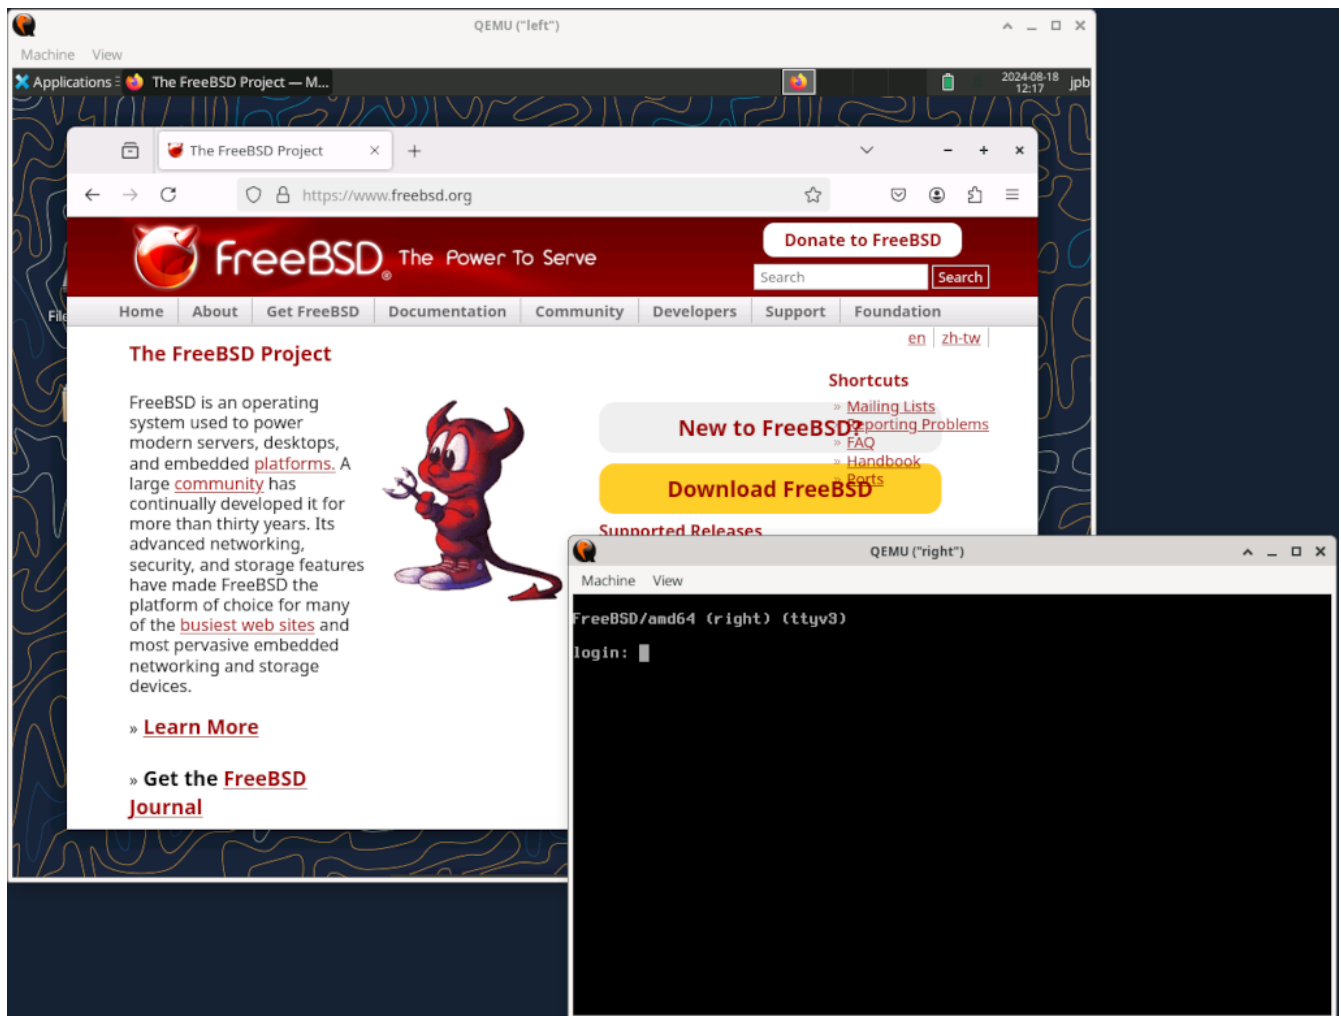 QEMU ("left")
Machine View
Applications The FreeBSD Project — M... 2024-08-18 12:17 jpb
The FreeBSD Project
https://www.freebsd.org
FreeBSD® The Power To Serve
Donate to FreeBSD
Search Search
Home About Get FreeBSD Documentation Community Developers Support Foundation
File
en zh-tw
The FreeBSD Project
FreeBSD is an operating
system used to power
modern servers, desktops,
and embedded platforms. A
large community has
continually developed it for
more than thirty years. Its
advanced networking,
security, and storage features
have made FreeBSD the
platform of choice for many
of the busiest web sites and
most pervasive embedded
networking and storage
devices.
» Learn More
» Get the FreeBSD
Journal
New to FreeBSD?
Download FreeBSD
Supported Releases
Shortcuts
» Mailing Lists
» Reporting Problems
» FAQ
» Handbook
» Ports
QEMU ("right")
Machine View
FreeBSD/amd64 (right) (ttyv3)
login: